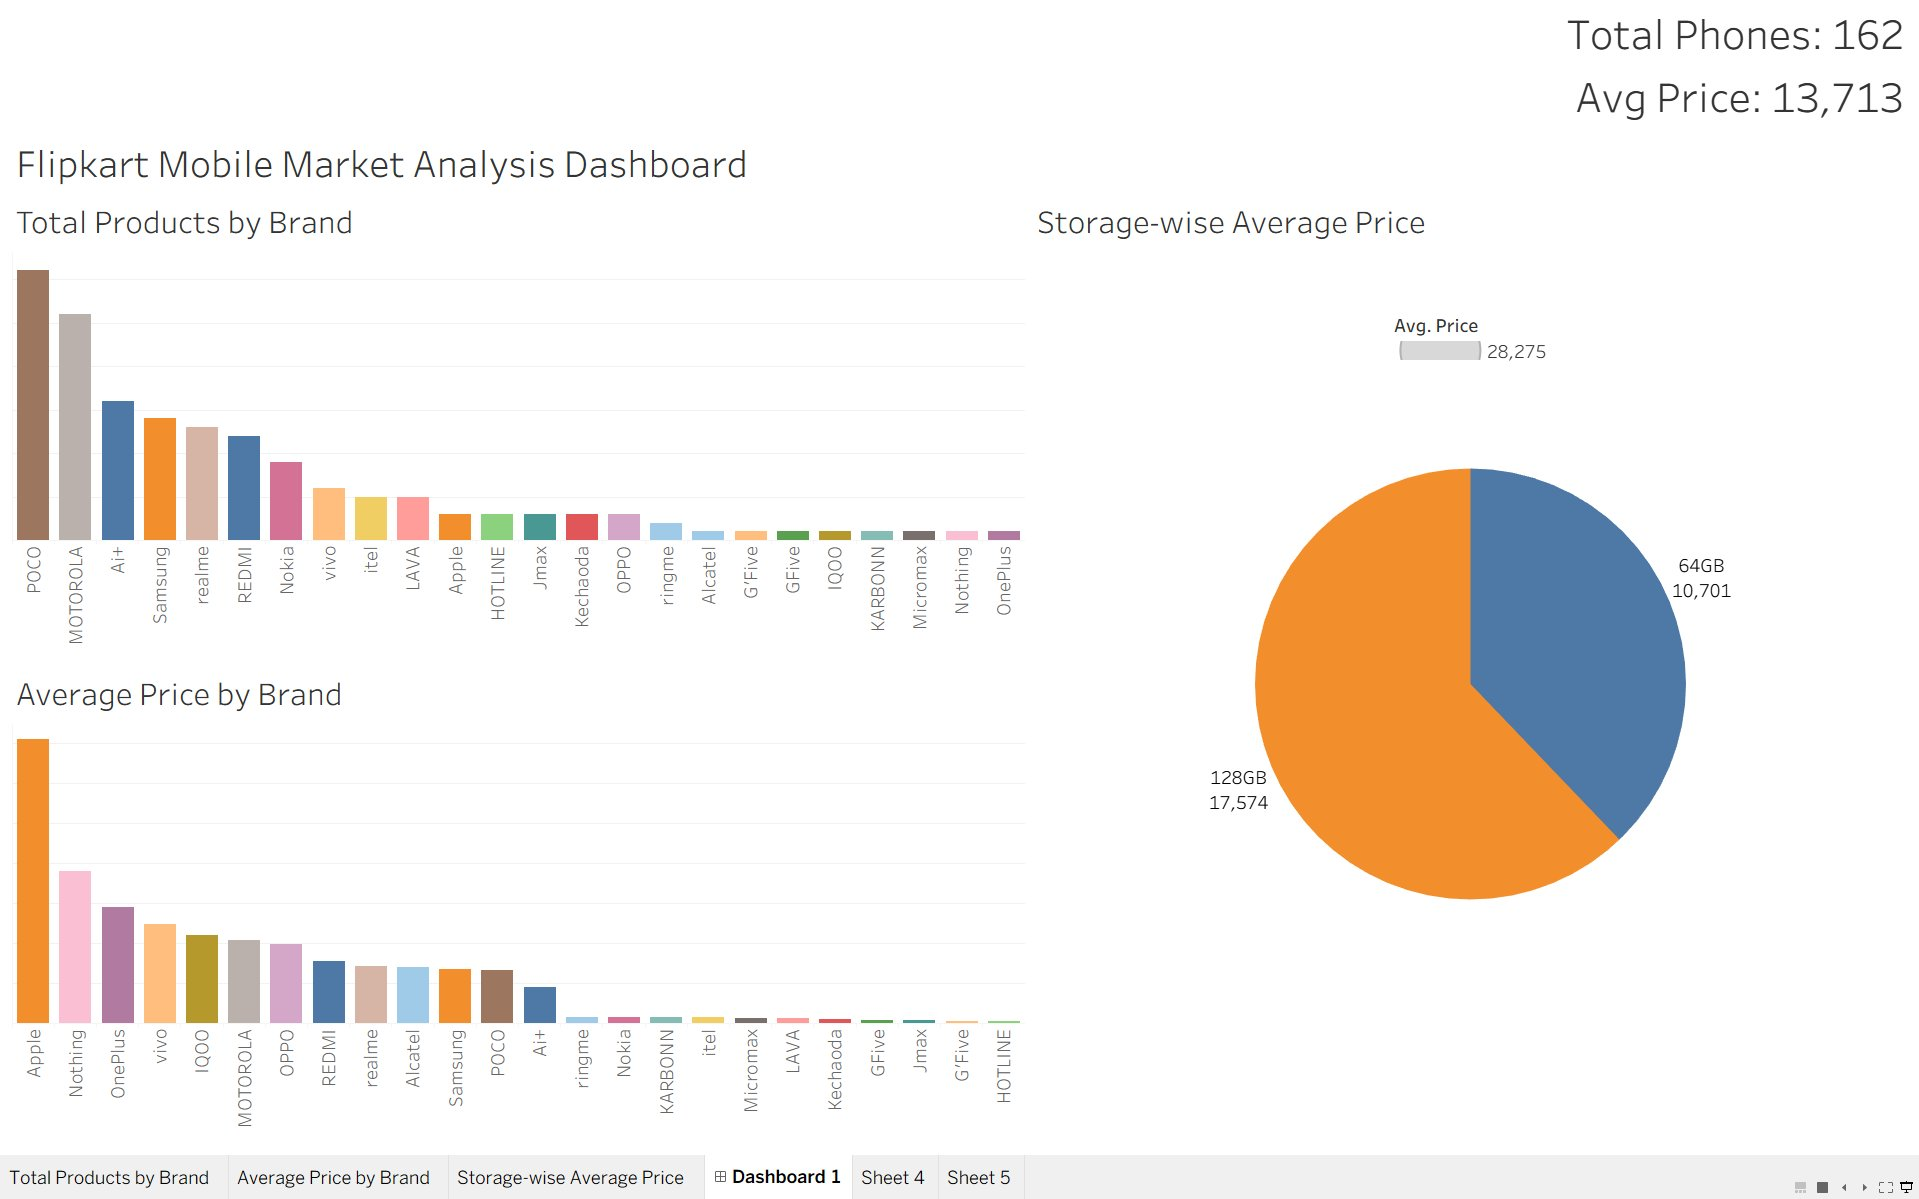 Total Phones: 162
Avg Price: 13,713
Flipkart Mobile Market Analysis Dashboard
Total Products by Brand
POCO
MOTOROLA
Ai+
Samsung
realme
REDMI
Nokia
vivo
itel
LAVA
Apple
HOTLINE
Jmax
Kechaoda
OPPO
ringme
Alcatel
G'Five
GFive
IQOO
KARBONN
Micromax
Nothing
OnePlus
Average Price by Brand
Apple
Nothing
OnePlus
vivo
IQOO
MOTOROLA
OPPO
REDMI
realme
Alcatel
Samsung
POCO
Ai+
ringme
Nokia
KARBONN
itel
Micromax
LAVA
Kechaoda
GFive
Jmax
G'Five
HOTLINE
Storage-wise Average Price
Avg. Price
28,275
64GB
10,701
128GB
17,574
Total Products by Brand
Average Price by Brand
Storage-wise Average Price
Dashboard 1
Sheet 4
Sheet 5